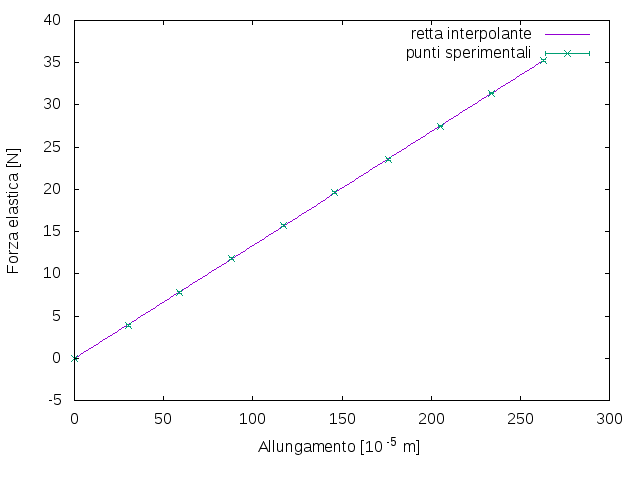 retta interpolante
punti sperimentali
40
35
30
25
20
15
10
5
0
-5
Forza elastica [N]
0 50 100 150 200 250 300
Allungamento [10⁻⁵ m]